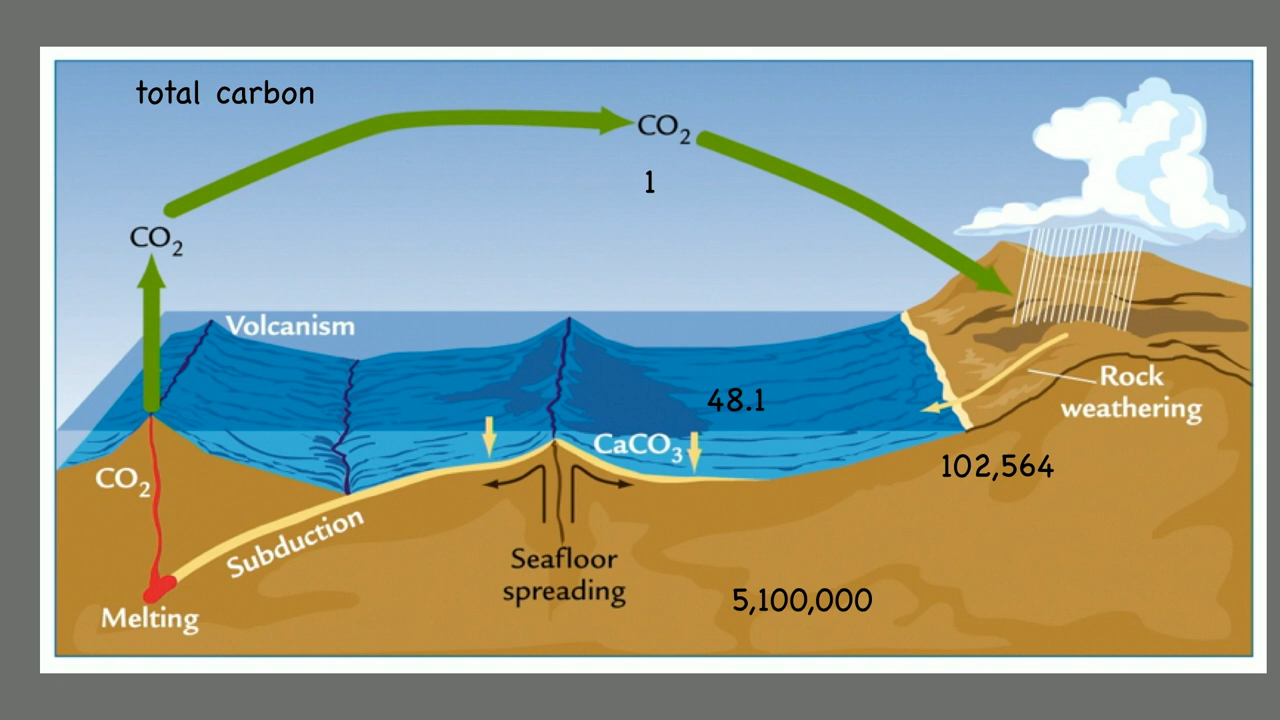 total carbon
CO2
1
CO2
Volcanism
Rock
weathering
48.1
CaCO3
102,564
CO2
Subduction
Seafloor
spreading
5,100,000
Melting